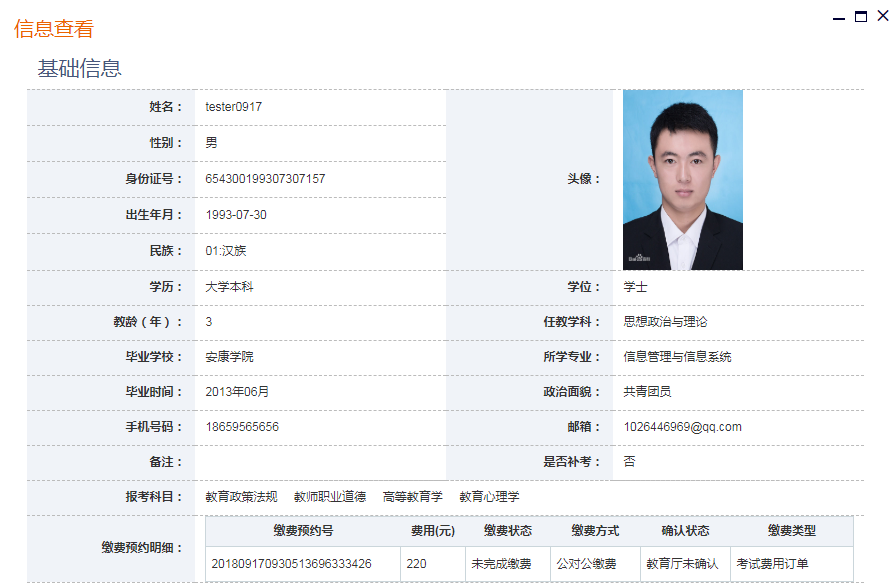 信息查看
基础信息
姓名： tester0917
性别： 男
身份证号： 654300199307307157
头像：
出生年月： 1993-07-30
民族： 01:汉族
学历： 大学本科 学位： 学士
教龄（年）： 3 任教学科： 思想政治与理论
毕业学校： 安康学院 所学专业： 信息管理与信息系统
毕业时间： 2013年06月 政治面貌： 共青团员
手机号码： 18659565656 邮箱： 1026446969@qq.com
备注： 是否补考： 否
报考科目： 教育政策法规 教师职业道德 高等教育学 教育心理学
缴费预约明细：
缴费预约号 费用(元) 缴费状态 缴费方式 确认状态 缴费类型
201809170930513696333426 220 未完成缴费 公对公缴费 教育厅未确认 考试费用订单